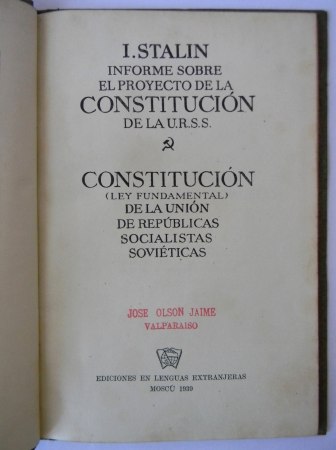 I. STALIN
INFORME SOBRE
EL PROYECTO DE LA
CONSTITUCIÓN
DE LA U.R.S.S.
CONSTITUCIÓN
(LEY FUNDAMENTAL)
DE LA UNIÓN
DE REPÚBLICAS
SOCIALISTAS
SOVIÉTICAS
JOSE OLSON JAIME
VALPARAISO
EDICIONES EN LENGUAS EXTRANJERAS
MOSCÚ 1939